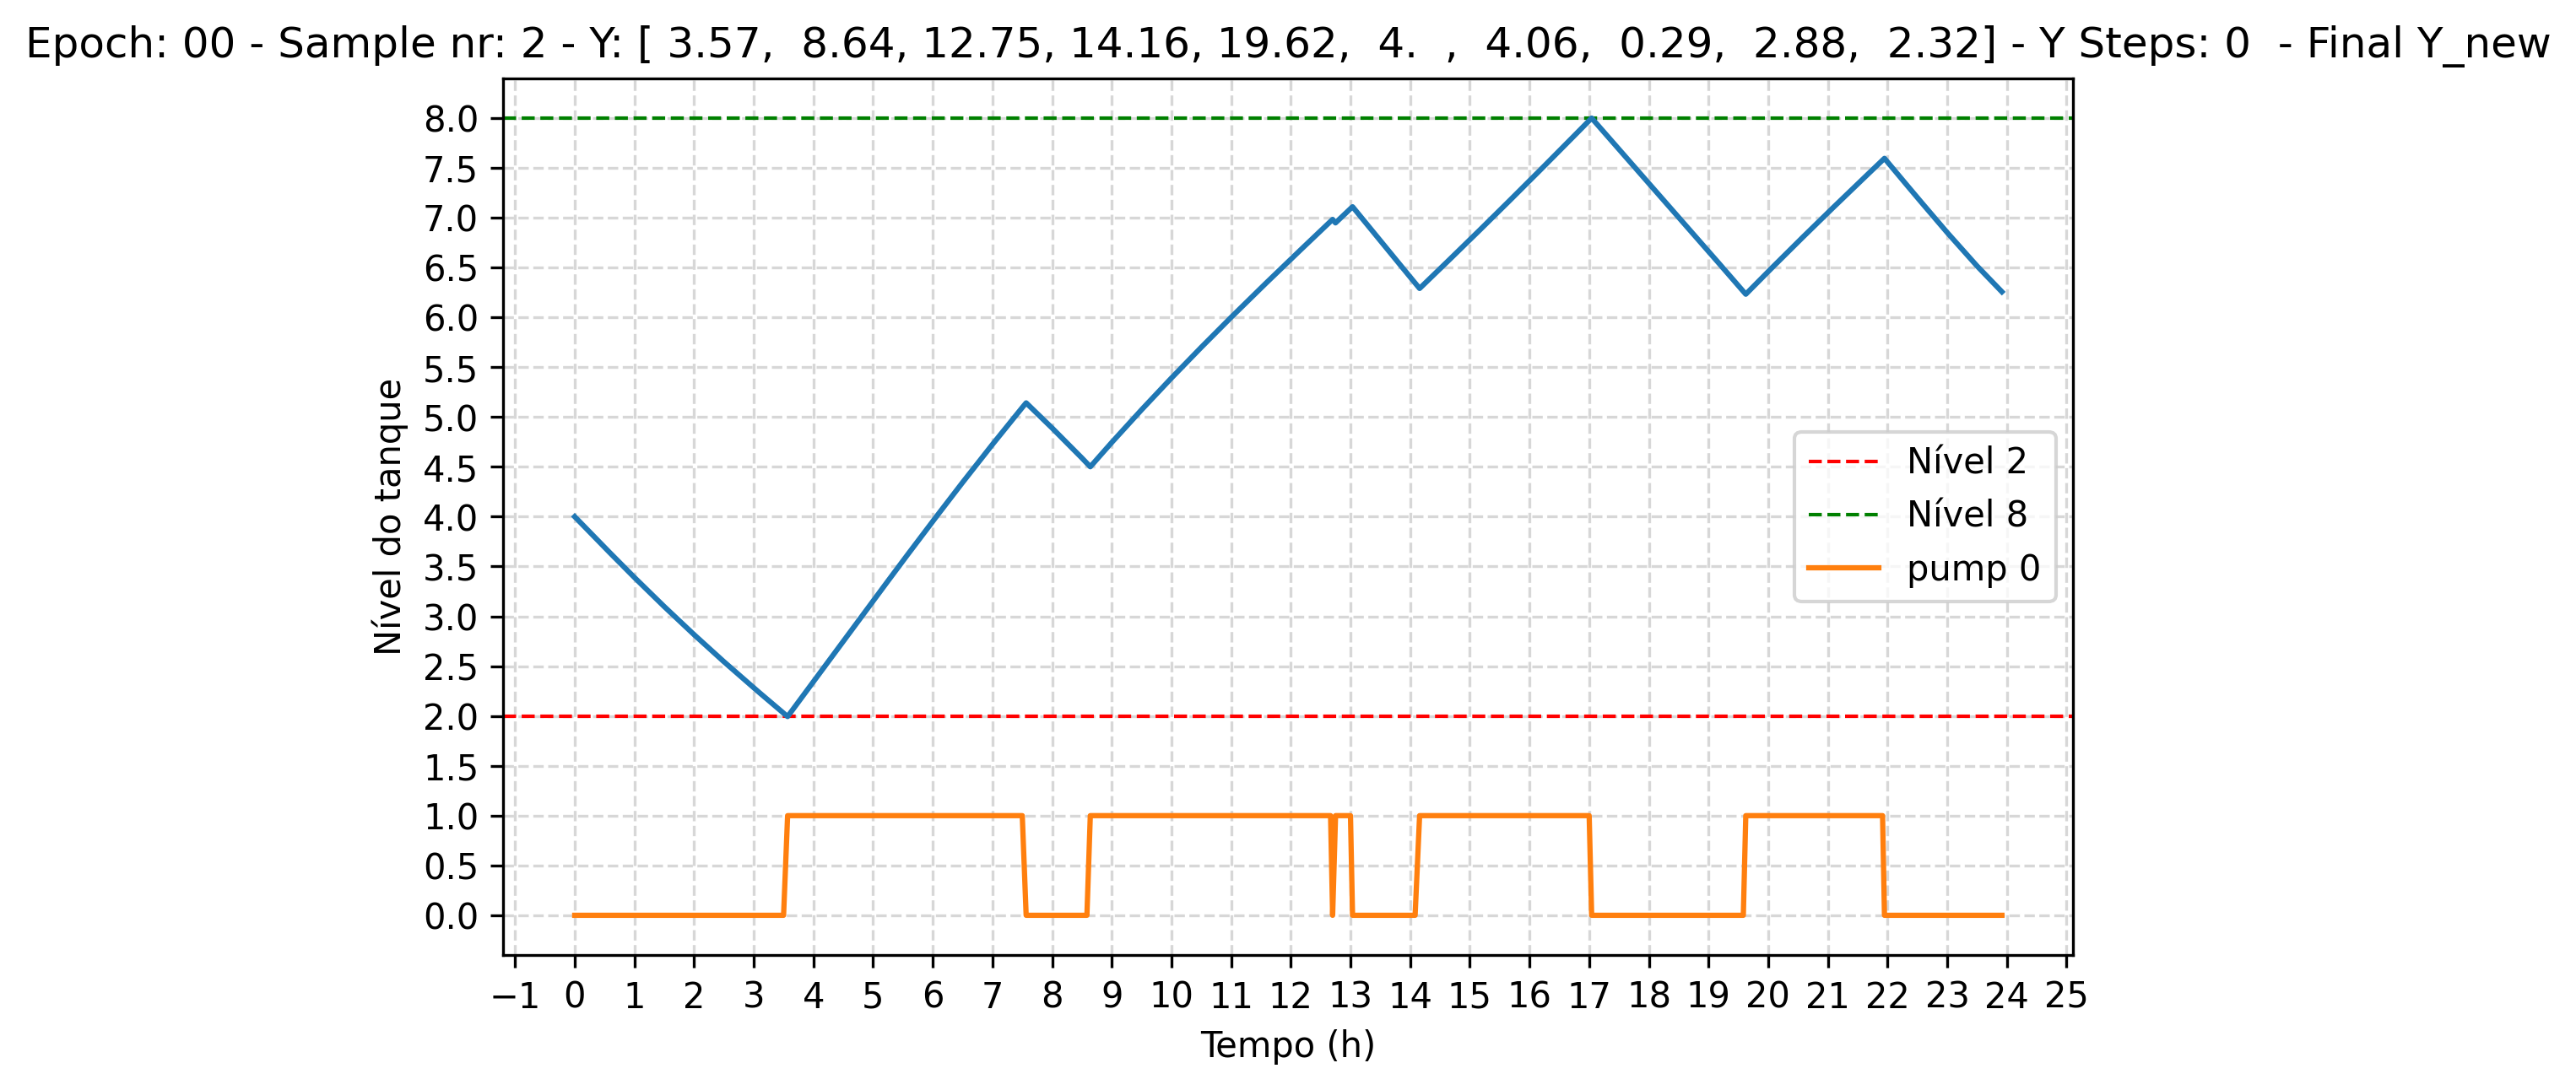 Epoch: 00 - Sample nr: 2 - Y: [ 3.57,  8.64, 12.75, 14.16, 19.62,  4.  ,  4.06,  0.29,  2.88,  2.32] - Y Steps: 0  - Final Y_new
8.0
7.5
7.0
6.5
6.0
5.5
5.0
4.5
4.0
3.5
3.0
2.5
2.0
1.5
1.0
0.5
0.0
Nível do tanque
Nível 2
Nível 8
pump 0
−1 0 1 2 3 4 5 6 7 8 9 10 11 12 13 14 15 16 17 18 19 20 21 22 23 24 25
Tempo (h)